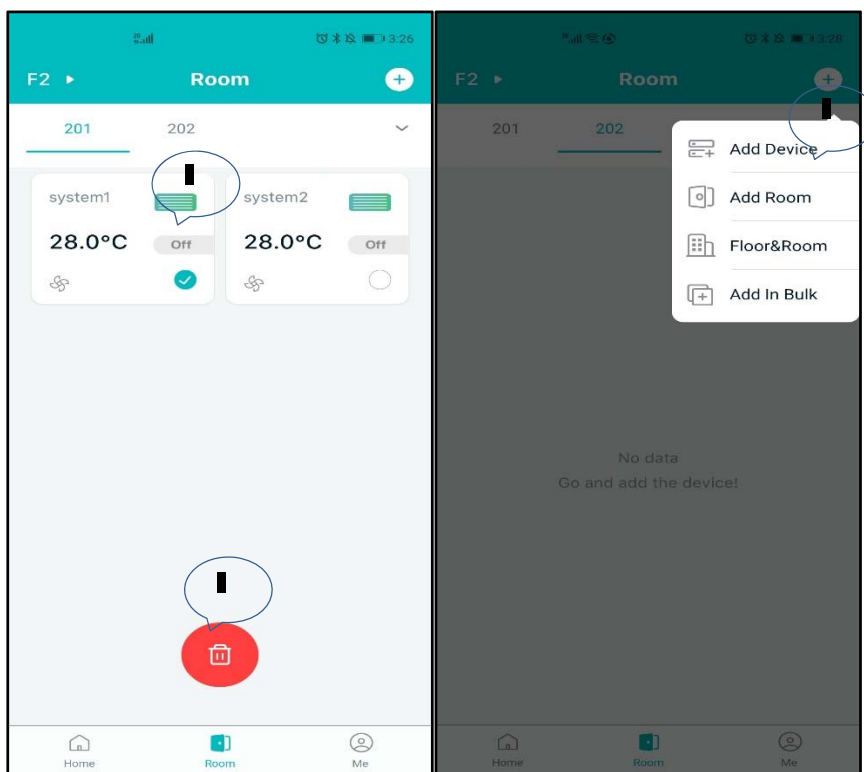 3:26
F2
Room
201
202
system1
system2
28.0°C
Off
28.0°C
Off
Home
Room
Me
3:28
F2
Room
201
202
Add Device
Add Room
Floor&Room
Add In Bulk
No data
Go and add the device!
Home
Room
Me